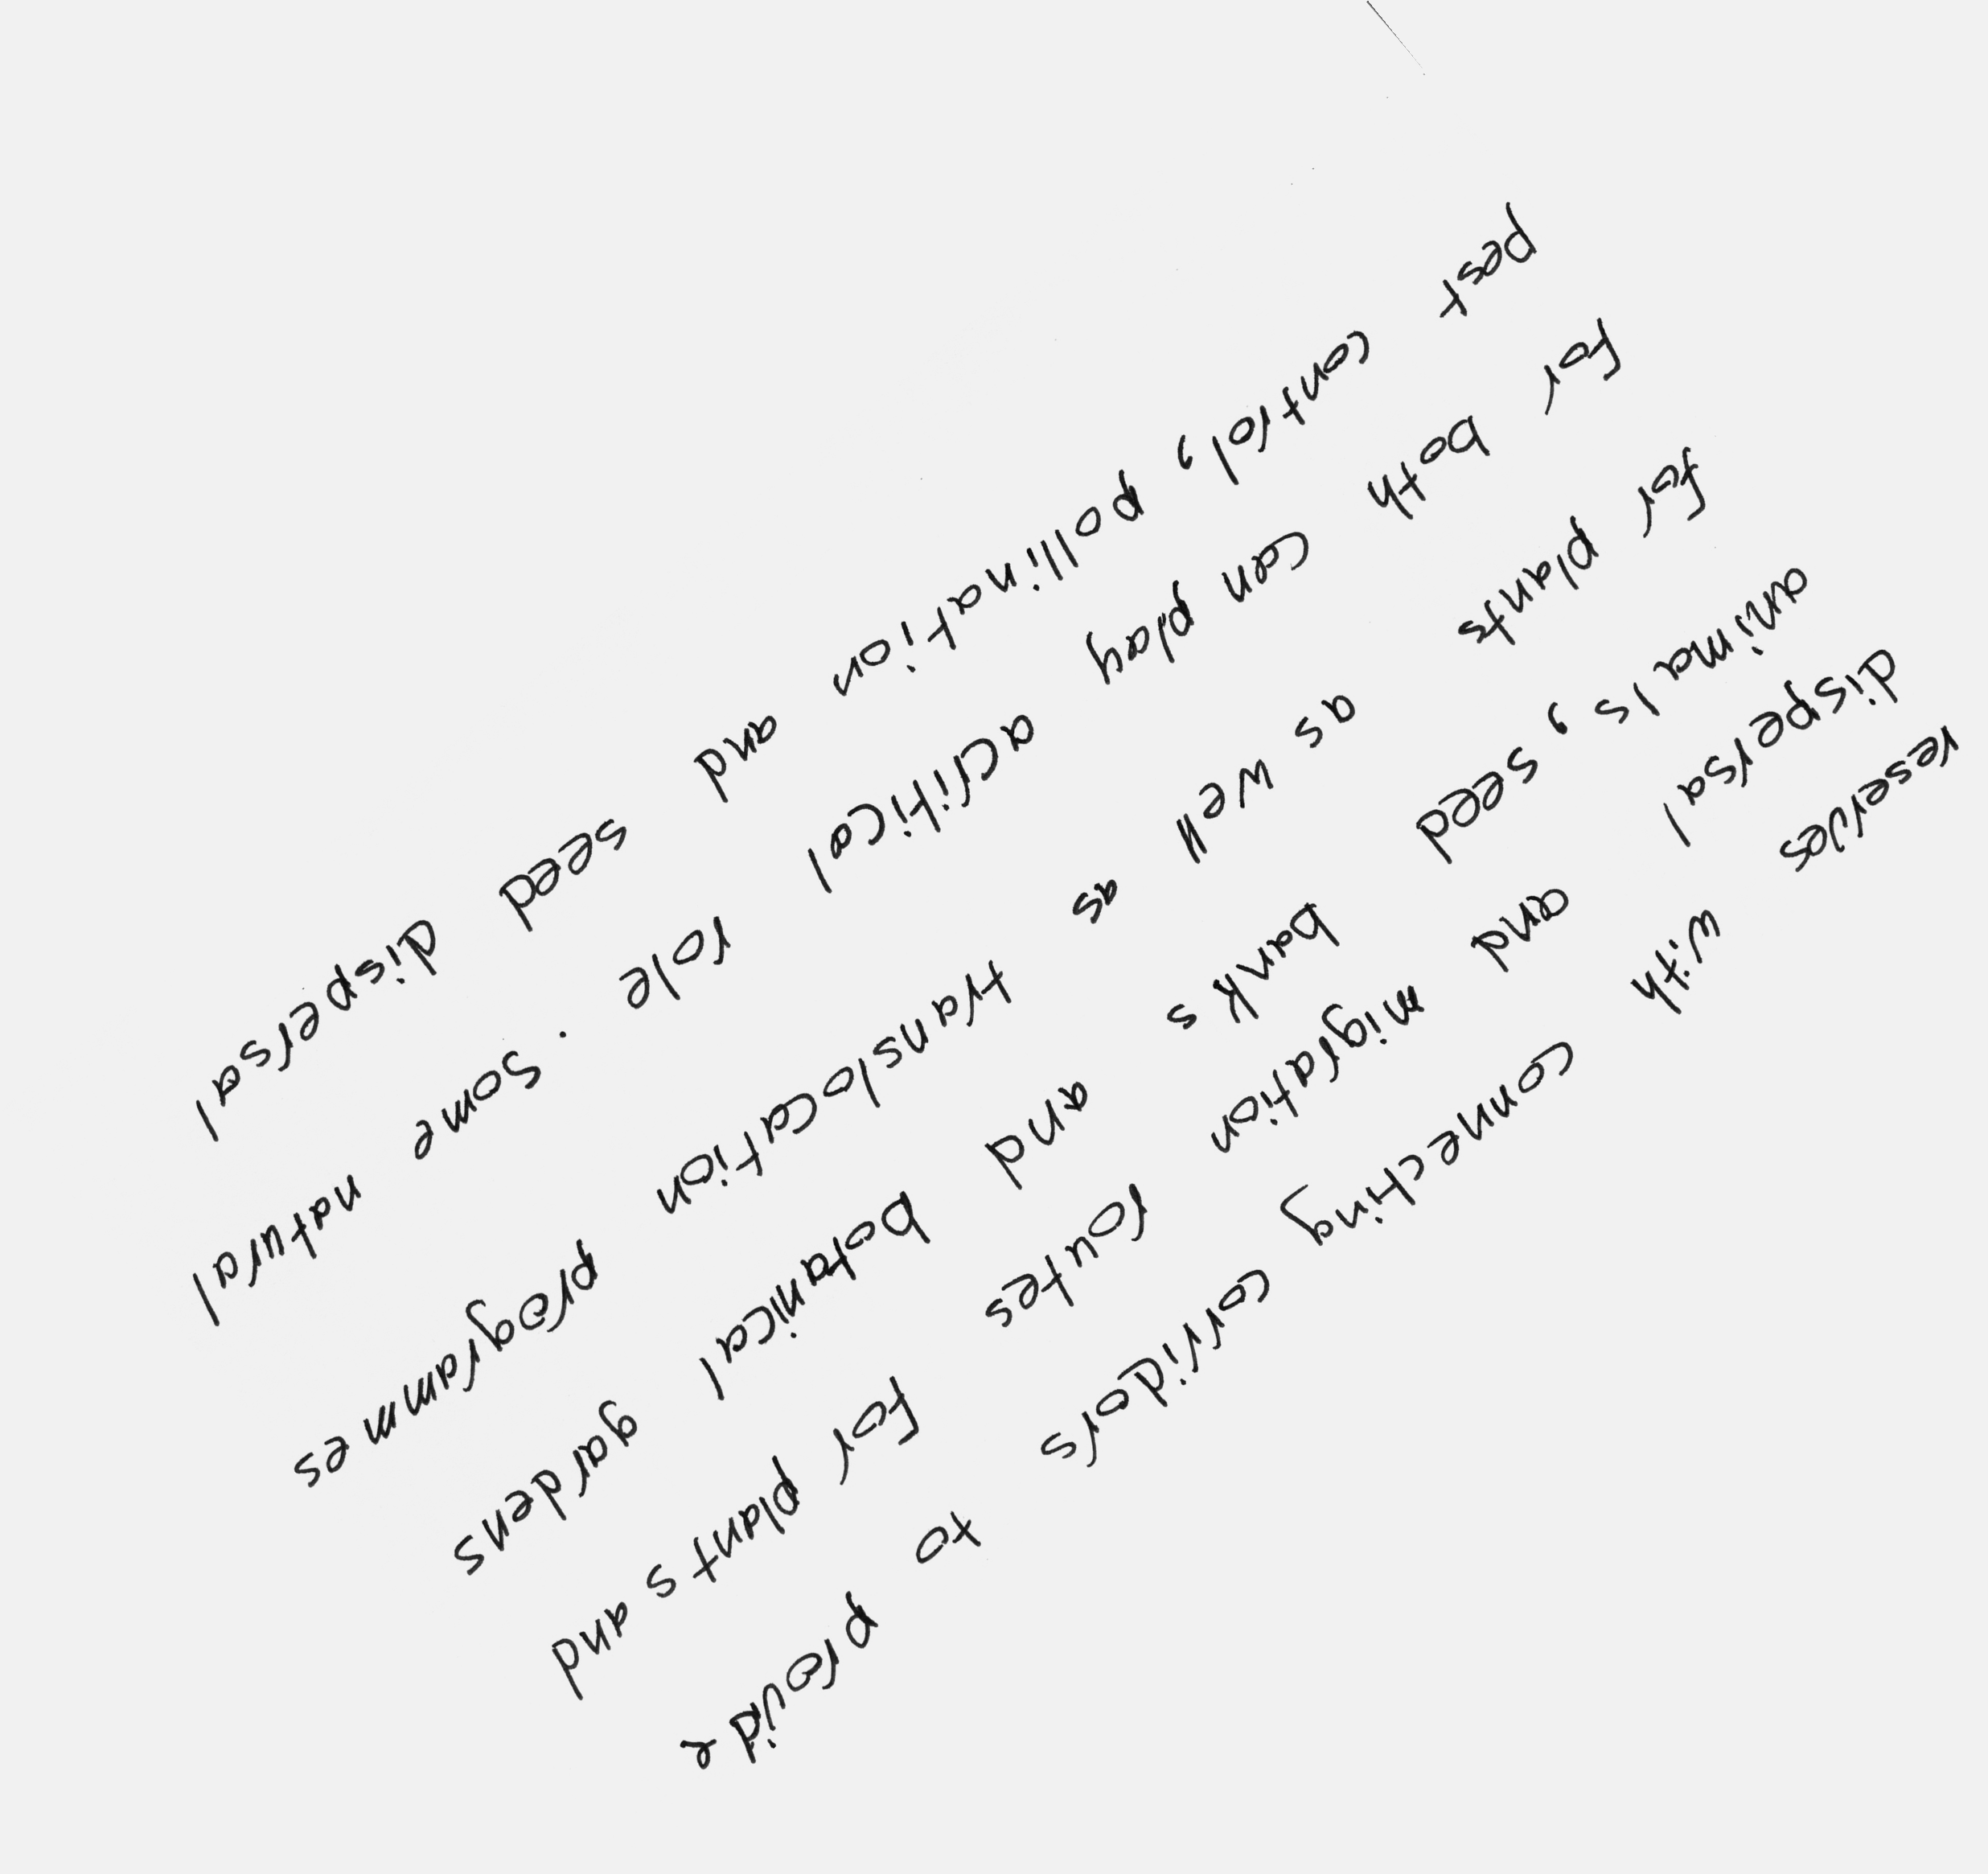 reserves with connecting corridors to provide
dispersal and migration routes for plants and
animals, seed banks and botanical gardens
for plants as well as translocation programmes
for both can play a critical role. Some natural
pest control, pollination and seed dispersal